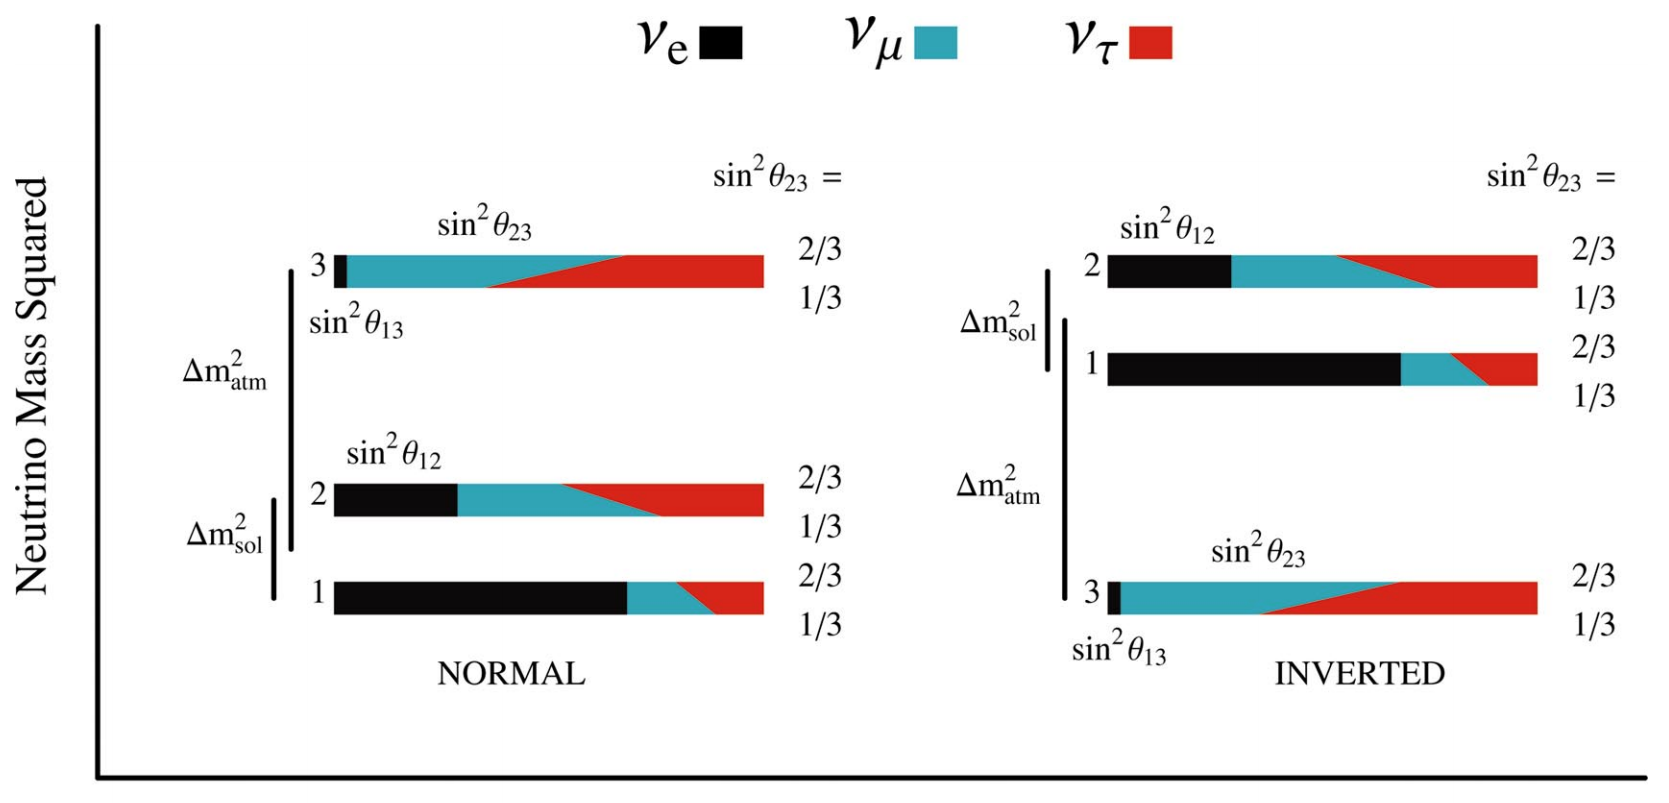 νe νμ ντ
Neutrino Mass Squared
sin²θ₂₃ =
sin²θ₂₃
3
2/3
1/3
sin²θ₁₃
Δm²atm
sin²θ₁₂
2
2/3
1/3
Δm²sol
1
2/3
1/3
NORMAL
sin²θ₂₃ =
sin²θ₁₂
2
2/3
1/3
Δm²sol
1
2/3
1/3
Δm²atm
sin²θ₂₃
3
2/3
1/3
sin²θ₁₃
INVERTED